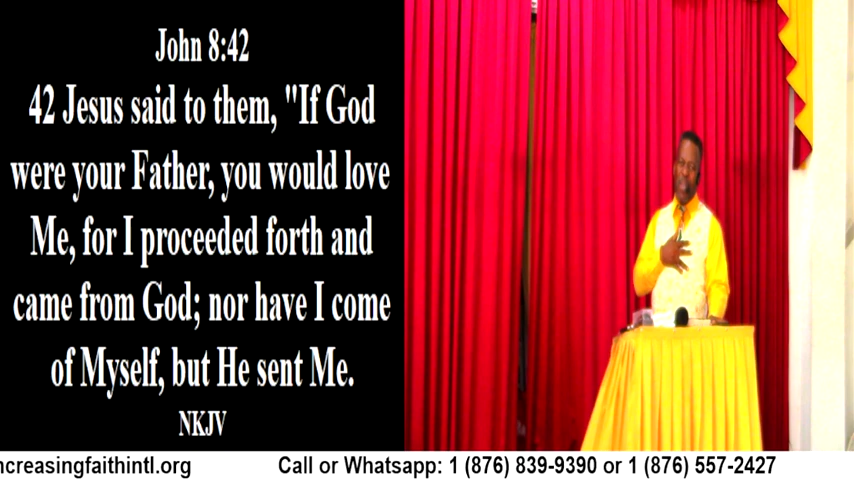 John 8:42
42 Jesus said to them, "If God
were your Father, you would love
Me, for I proceeded forth and
came from God; nor have I come
of Myself, but He sent Me.
NKJV
ncreasingfaithintl.org Call or Whatsapp: 1 (876) 839-9390 or 1 (876) 557-2427